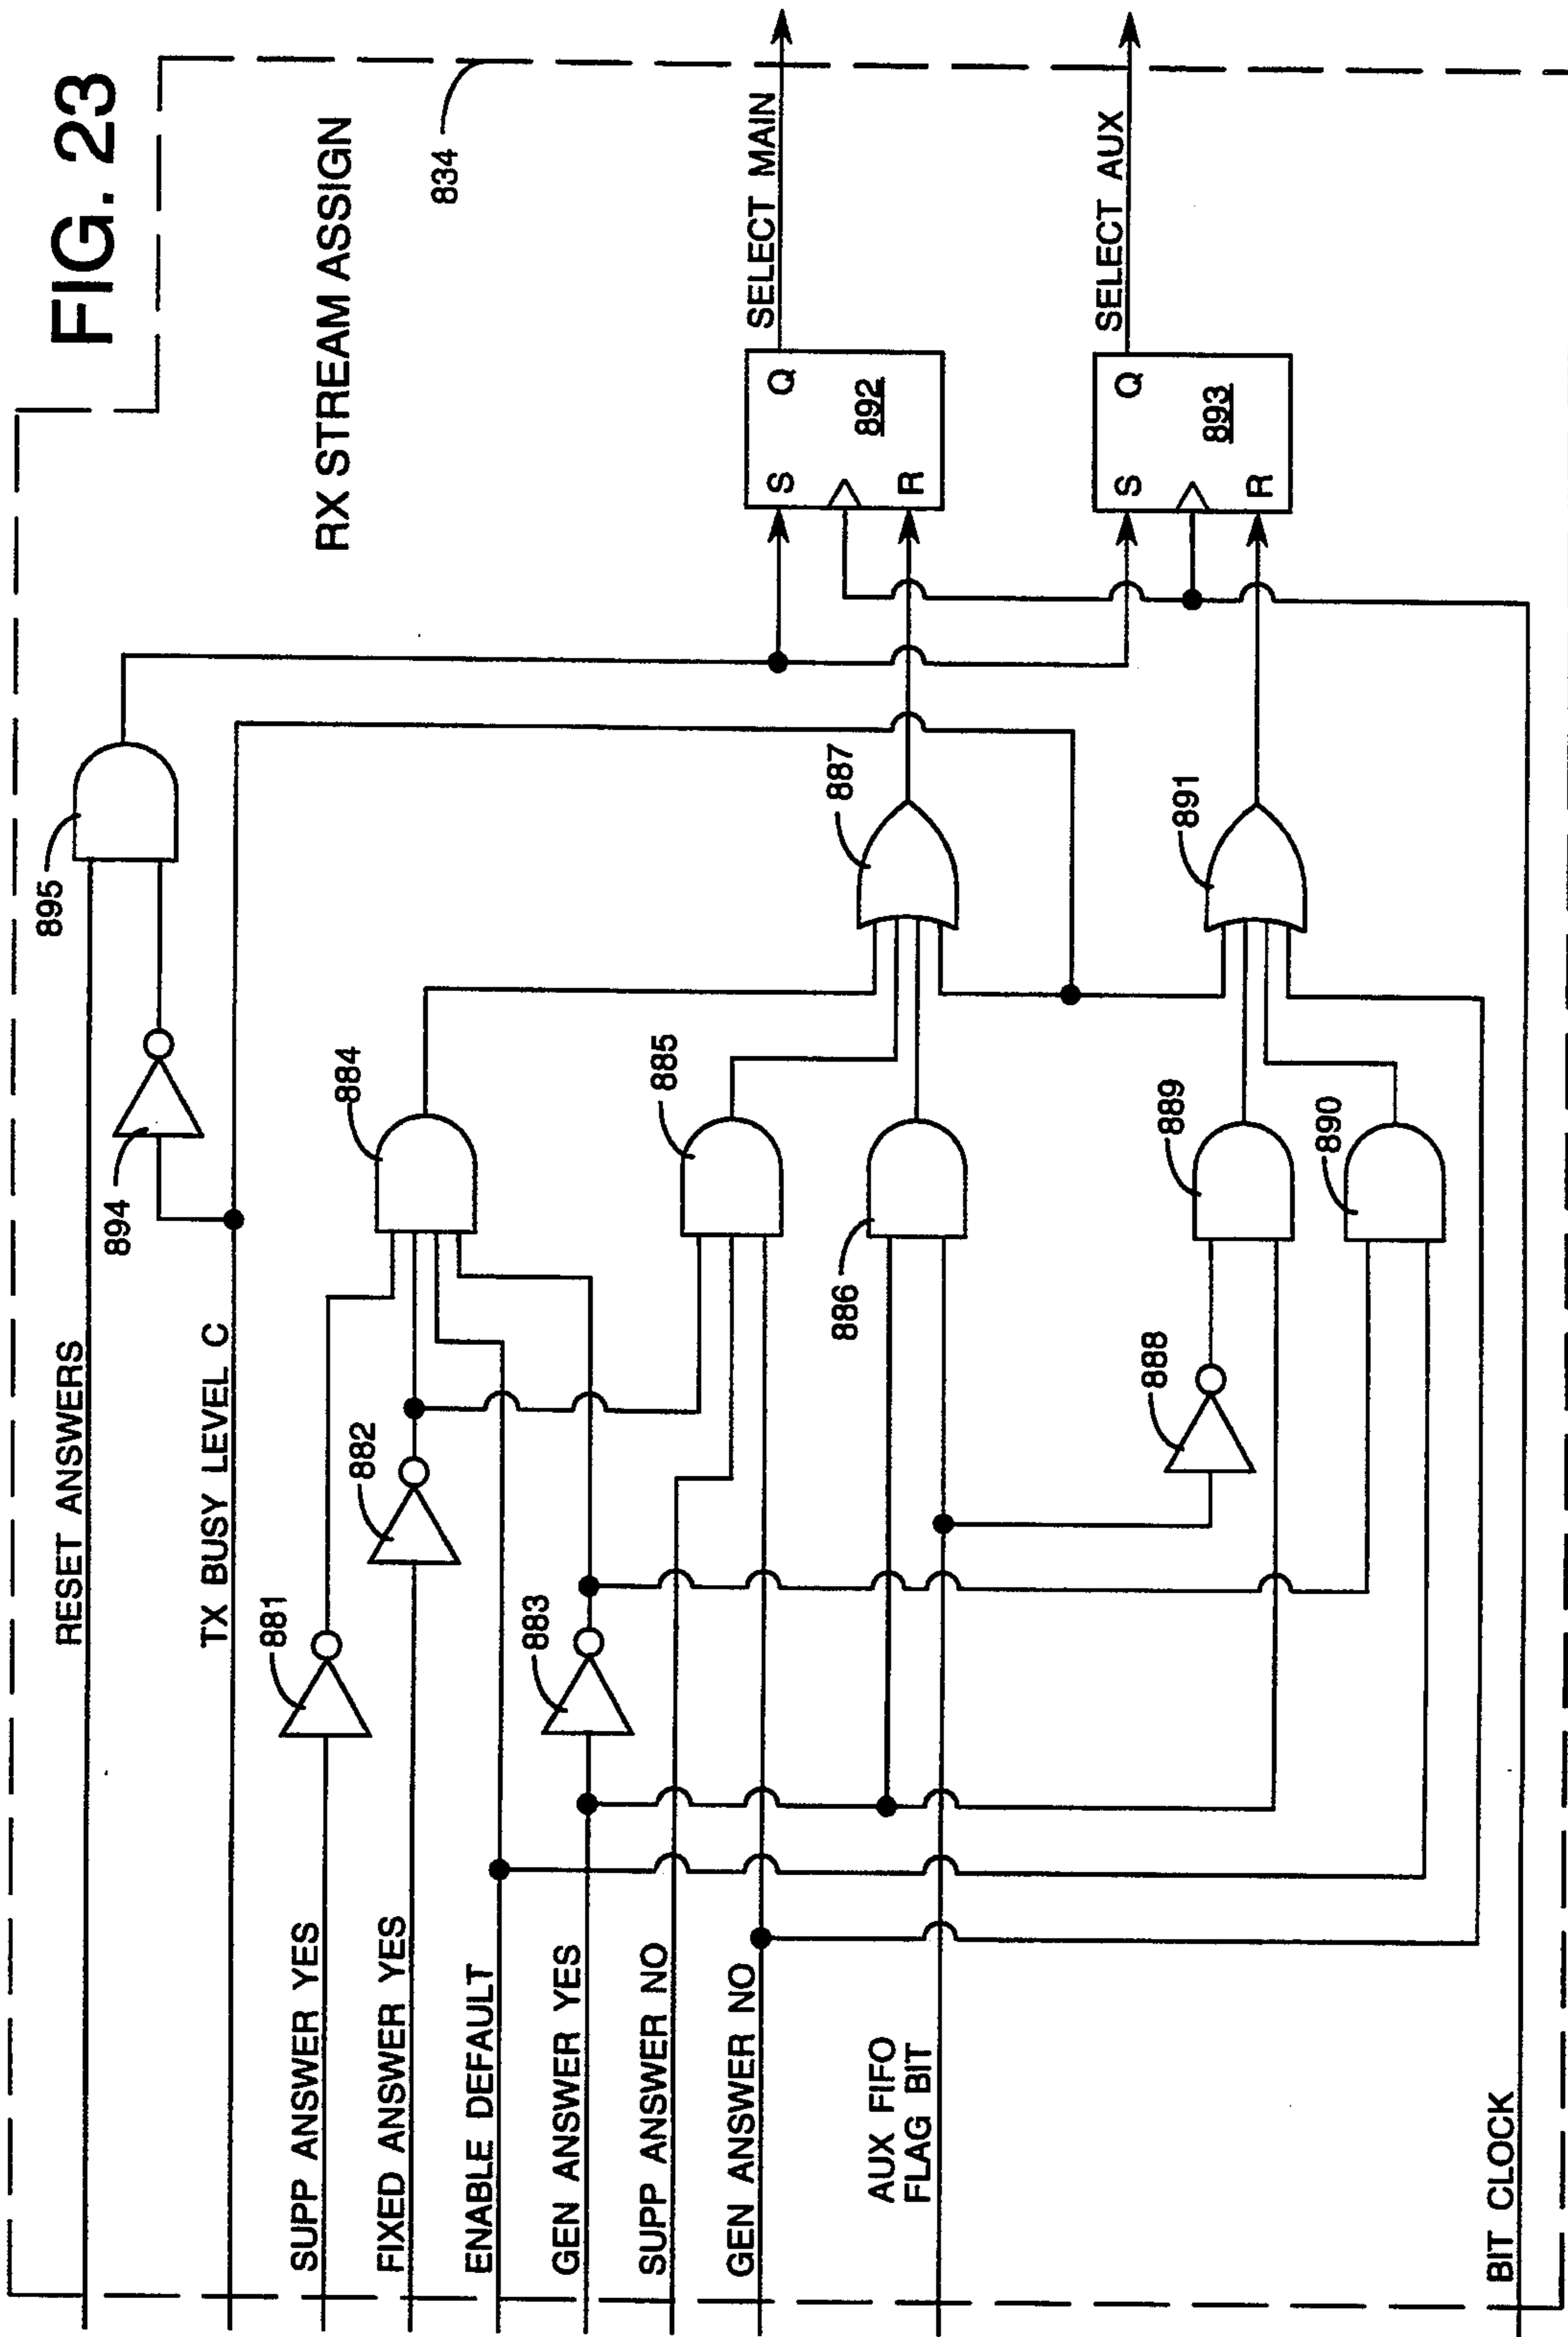 FIG. 23
RX STREAM ASSIGN
834
RESET ANSWERS
895
894
TX BUSY LEVEL C
SUPP ANSWER YES
881
884
FIXED ANSWER YES
882
ENABLE DEFAULT
GEN ANSWER YES
883
SUPP ANSWER NO
885
GEN ANSWER NO
887
SELECT MAIN
S
Q
892
R
AUX FIFO
FLAG BIT
886
888
889
890
891
SELECT AUX
S
Q
893
R
BIT CLOCK